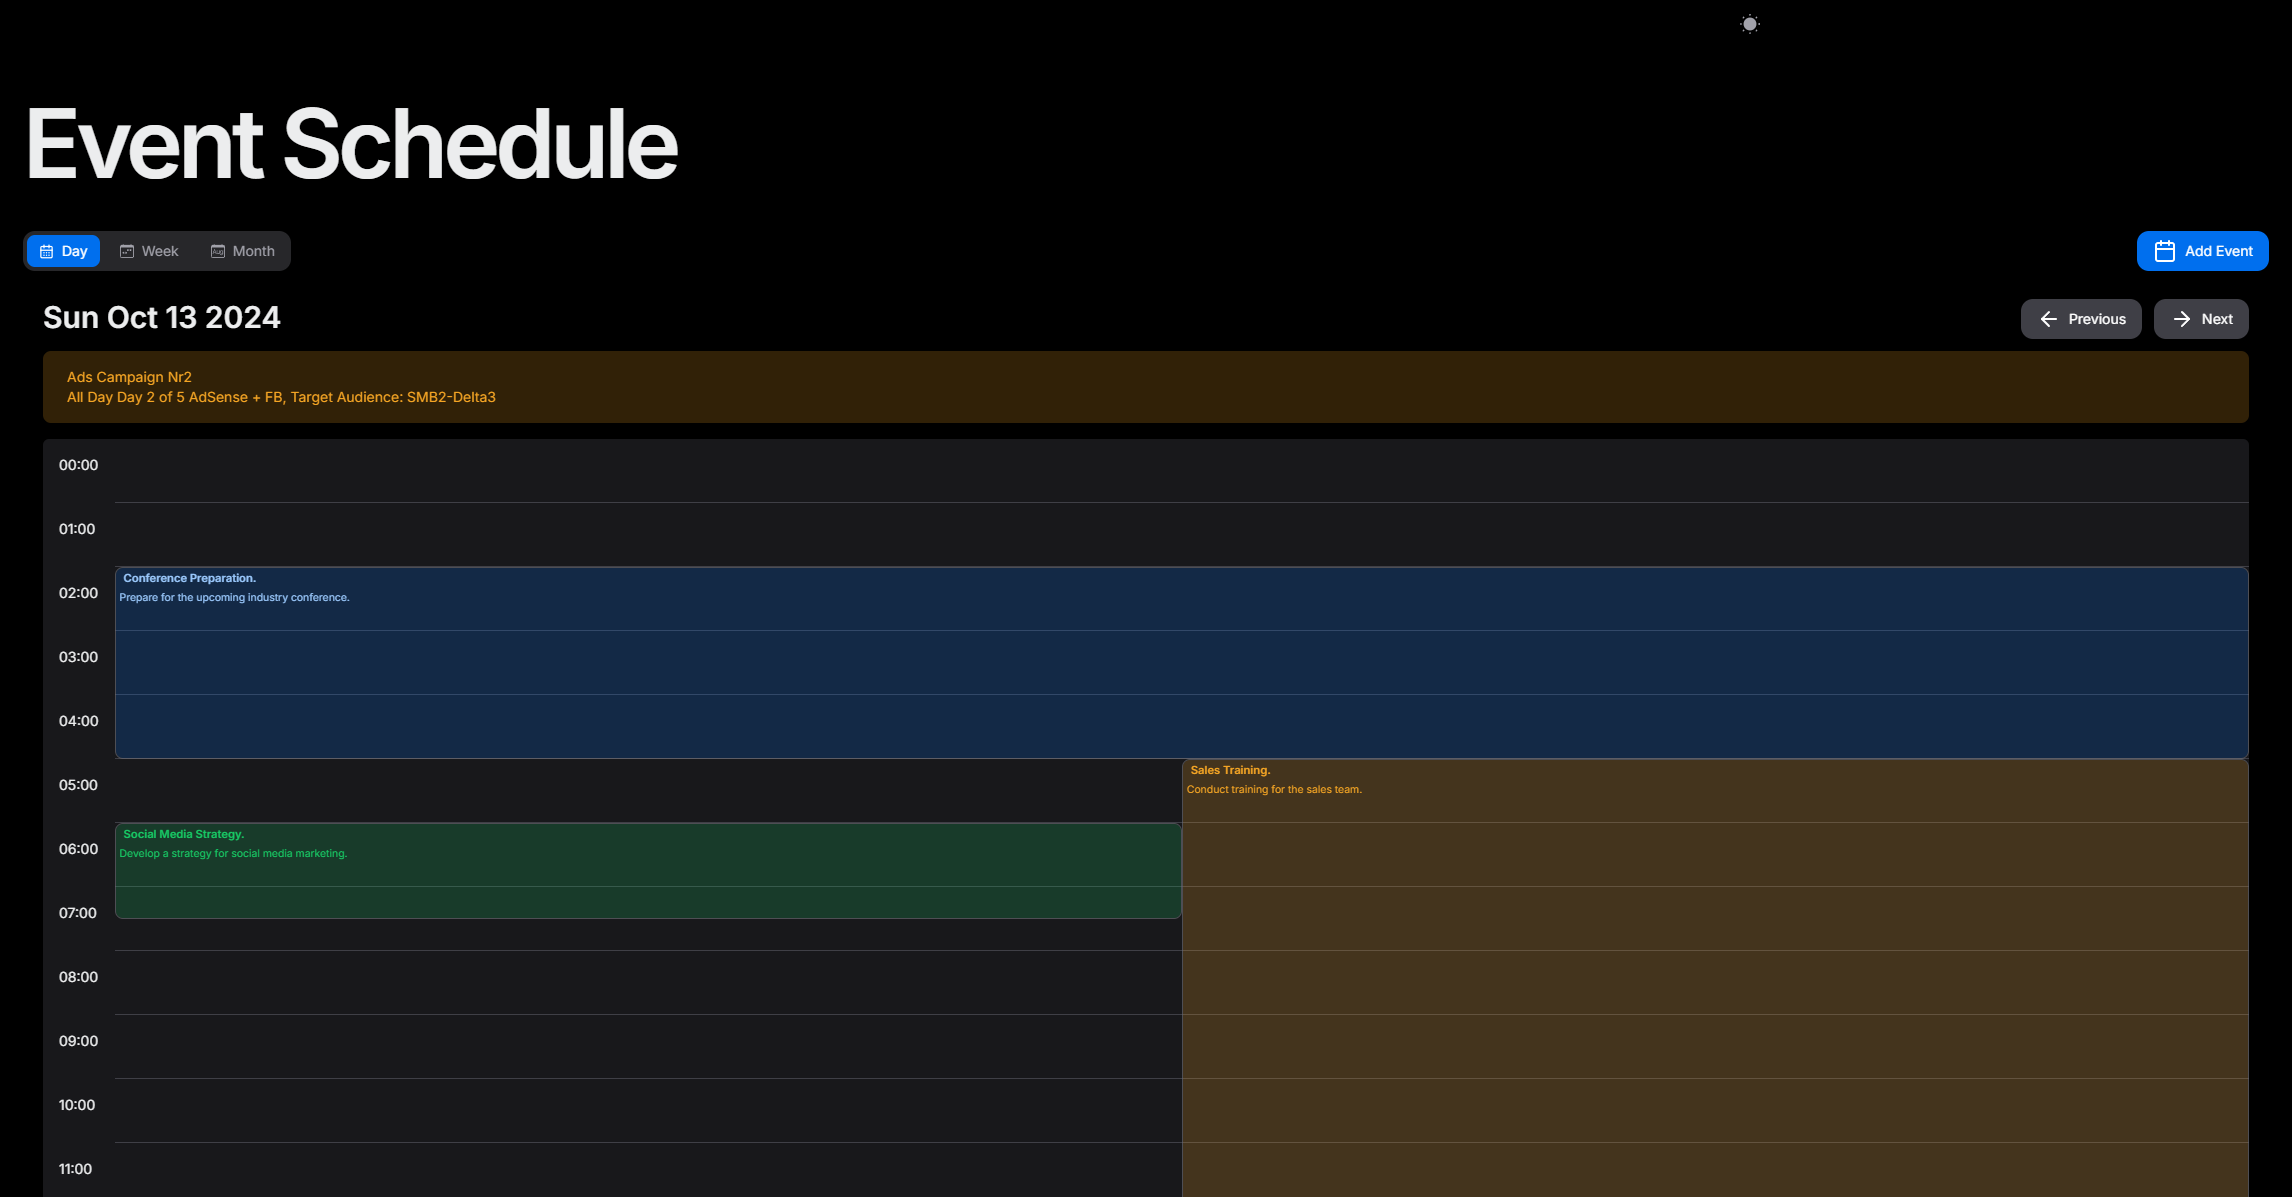 Event Schedule
Day
Week
Month
Add Event
Sun Oct 13 2024
Previous
Next
Ads Campaign Nr2
All Day Day 2 of 5 AdSense + FB, Target Audience: SMB2-Delta3
00:00
01:00
Conference Preparation.
02:00
Prepare for the upcoming industry conference.
03:00
04:00
Sales Training.
05:00
Conduct training for the sales team.
Social Media Strategy.
06:00
Develop a strategy for social media marketing.
07:00
08:00
09:00
10:00
11:00